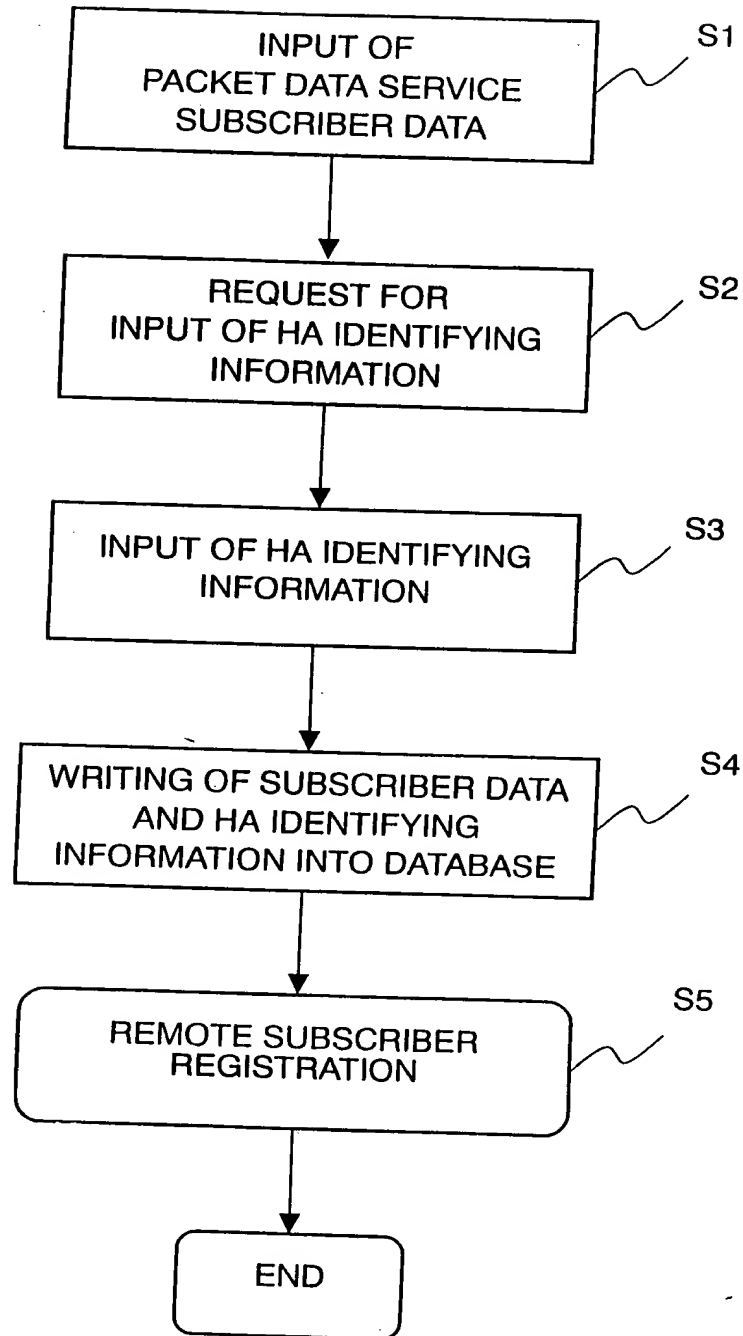 INPUT OF
PACKET DATA SERVICE
SUBSCRIBER DATA
S1
REQUEST FOR
INPUT OF HA IDENTIFYING
INFORMATION
S2
INPUT OF HA IDENTIFYING
INFORMATION
S3
WRITING OF SUBSCRIBER DATA
AND HA IDENTIFYING
INFORMATION INTO DATABASE
S4
REMOTE SUBSCRIBER
REGISTRATION
S5
END